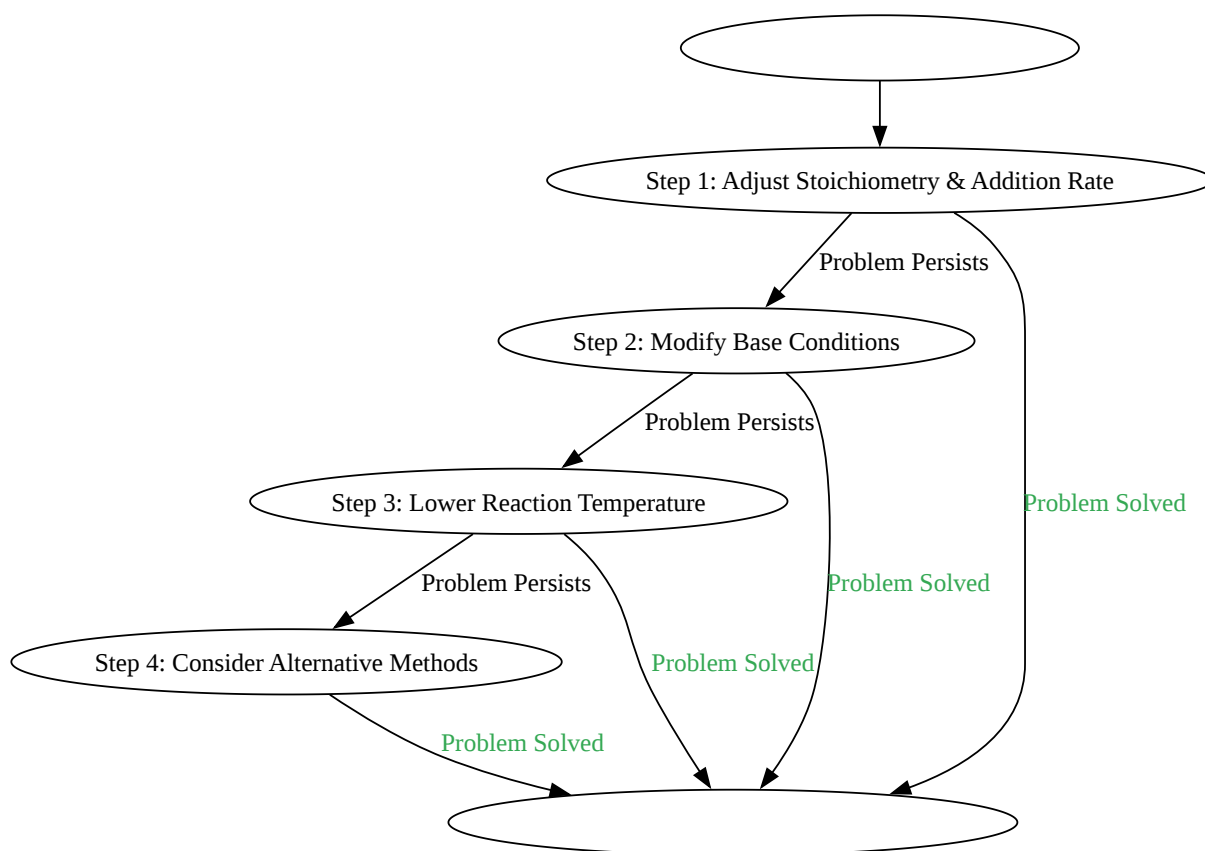 Step 1: Adjust Stoichiometry & Addition Rate
Problem Persists
Step 2: Modify Base Conditions
Problem Persists
Step 3: Lower Reaction Temperature
Problem Solved
Problem Persists
Problem Solved
Step 4: Consider Alternative Methods
Problem Solved
Problem Solved